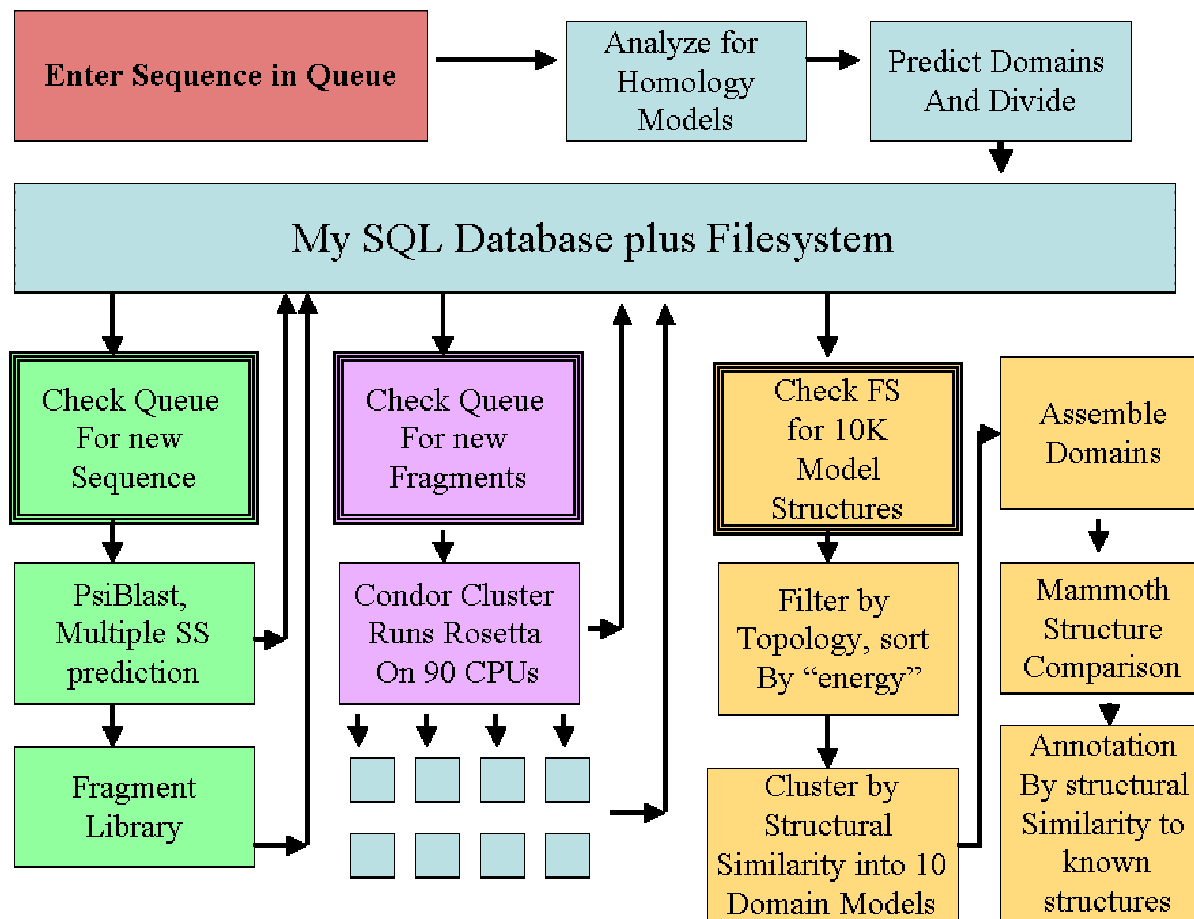 Enter Sequence in Queue
Analyze for
Homology
Models
Predict Domains
And Divide
My SQL Database plus Filesystem
Check Queue
For new
Sequence
PsiBlast,
Multiple SS
prediction
Fragment
Library
Check Queue
For new
Fragments
Condor Cluster
Runs Rosetta
On 90 CPUs
Check FS
for 10K
Model
Structures
Filter by
Topology, sort
By “energy”
Cluster by
Structural
Similarity into 10
Domain Models
Assemble
Domains
Mammoth
Structure
Comparison
Annotation
By structural
Similarity to
known
structures